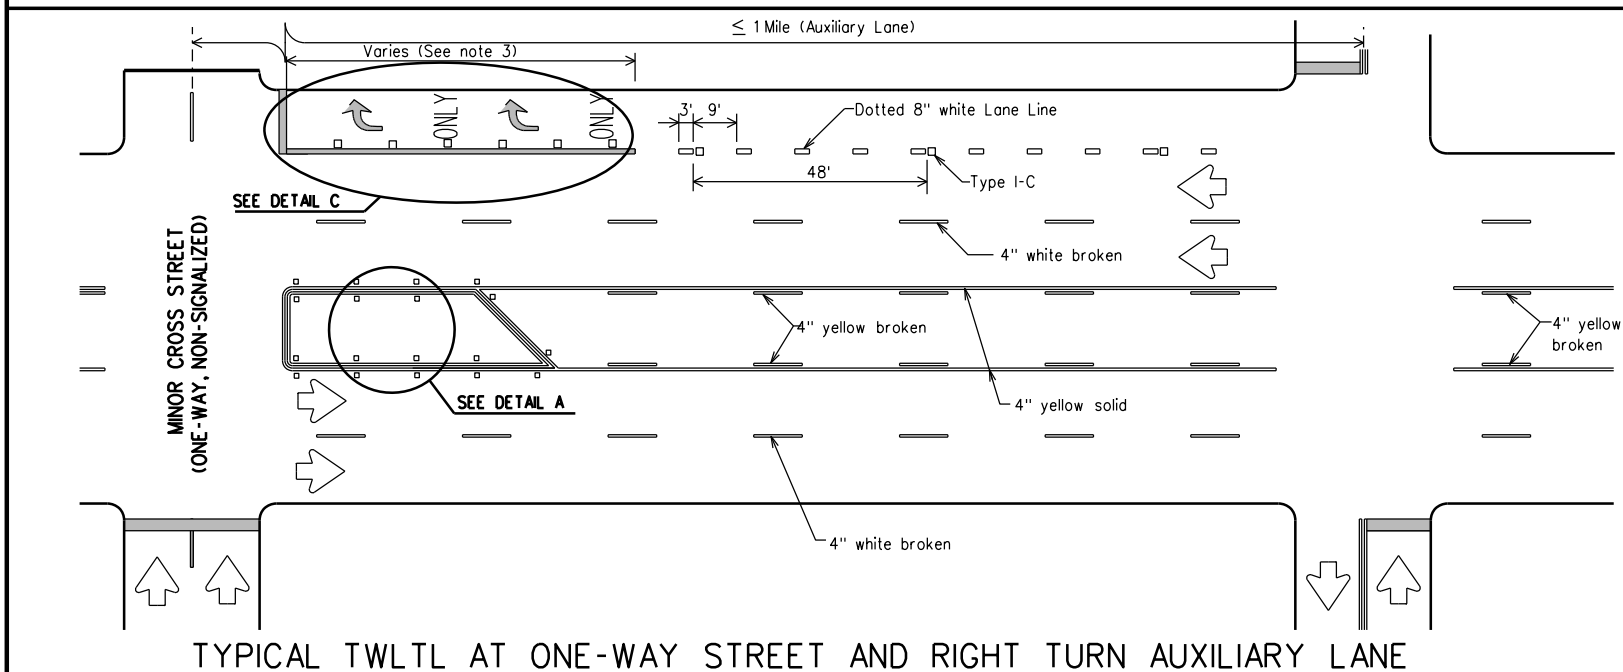 ≤ 1 Mile (Auxiliary Lane)
Varies (See note 3)
ONLY
ONLY
3' 9'
Dotted 8" white Lane Line
48'
Type I-C
SEE DETAIL C
4" white broken
MINOR CROSS STREET
(ONE-WAY, NON-SIGNALIZED)
4" yellow broken
4" yellow
broken
SEE DETAIL A
4" yellow solid
4" white broken
TYPICAL TWLTL AT ONE-WAY STREET AND RIGHT TURN AUXILIARY LANE